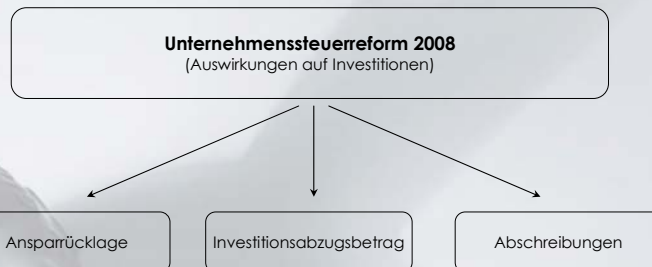 Unternehmenssteuerreform 2008
(Auswirkungen auf Investitionen)
Ansparrücklage
Investitionsabzugsbetrag
Abschreibungen